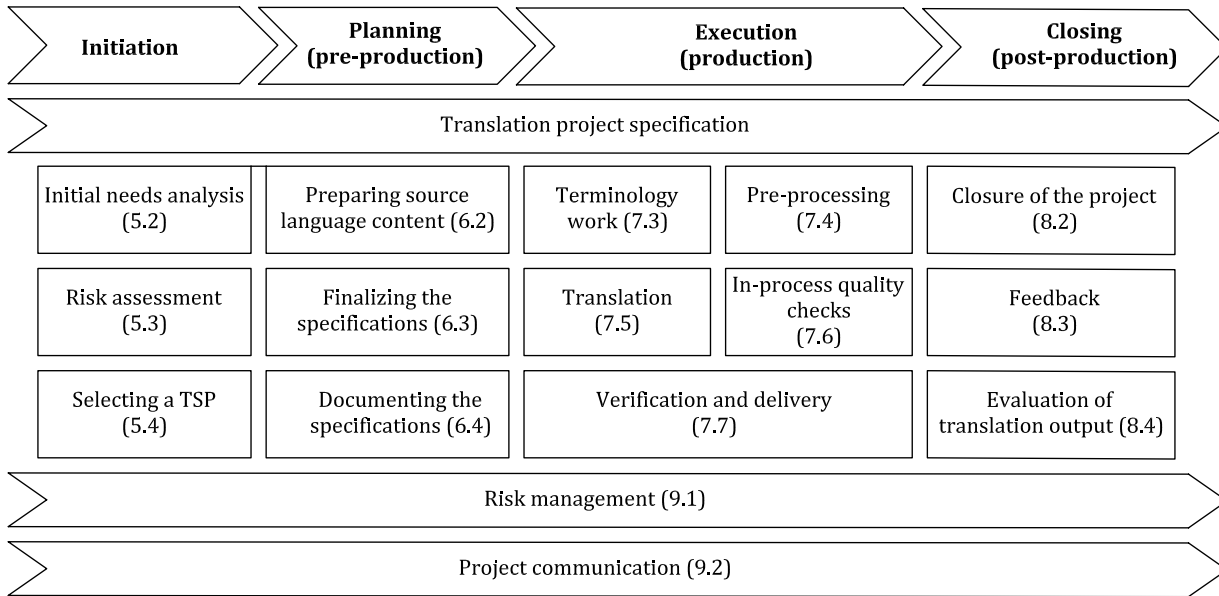 Initiation
Planning
(pre-production)
Execution
(production)
Closing
(post-production)
Translation project specification
Initial needs analysis
(5.2)
Preparing source
language content (6.2)
Terminology
work (7.3)
Pre-processing
(7.4)
Closure of the project
(8.2)
Risk assessment
(5.3)
Finalizing the
specifications (6.3)
Translation
(7.5)
In-process quality
checks
(7.6)
Feedback
(8.3)
Selecting a TSP
(5.4)
Documenting the
specifications (6.4)
Verification and delivery
(7.7)
Evaluation of
translation output (8.4)
Risk management (9.1)
Project communication (9.2)